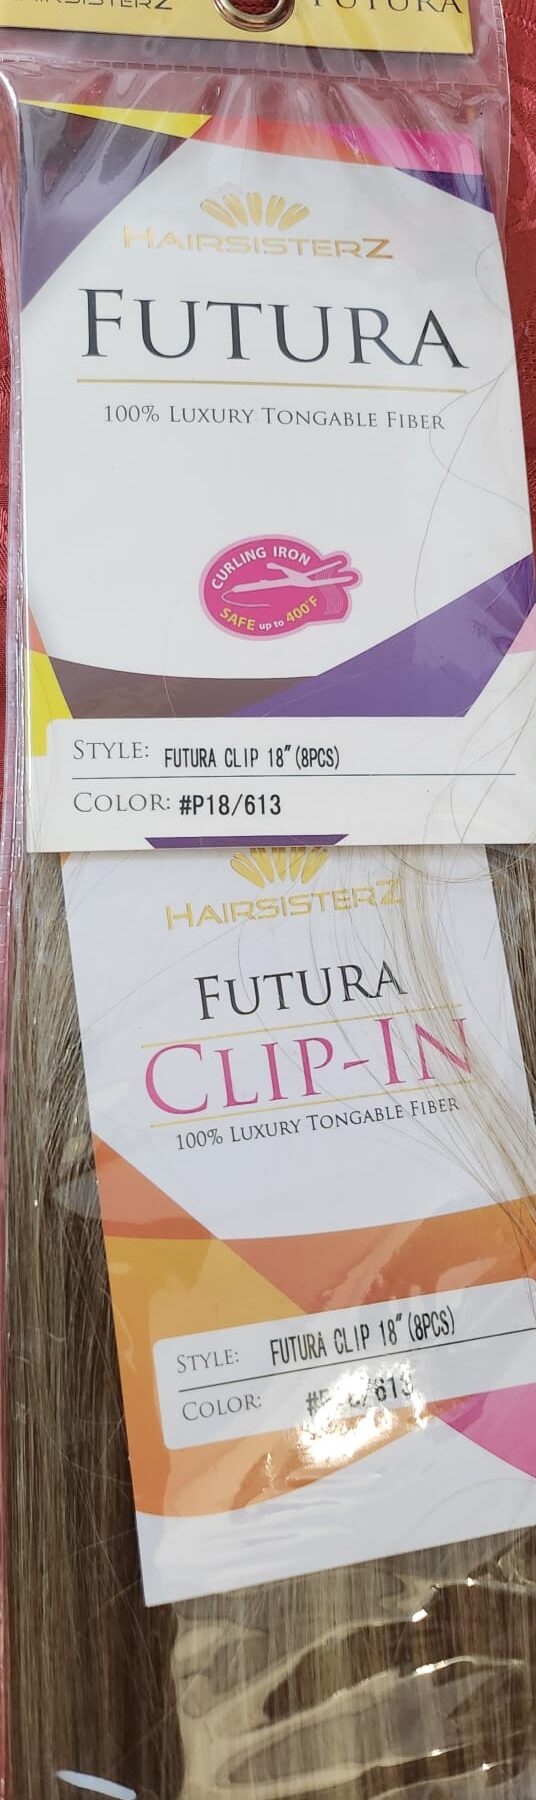 HAIRSISTERZ FUTURA
HAIRSISTERZ
FUTURA
100% LUXURY TONGABLE FIBER
CURLING IRON
SAFE up to 400°F
STYLE: FUTURA CLIP 18" (8PCS)
COLOR: #P18/613
HAIRSISTERZ
FUTURA
CLIP-IN
100% LUXURY TONGABLE FIBER
STYLE: FUTURA CLIP 18" (8PCS)
COLOR: